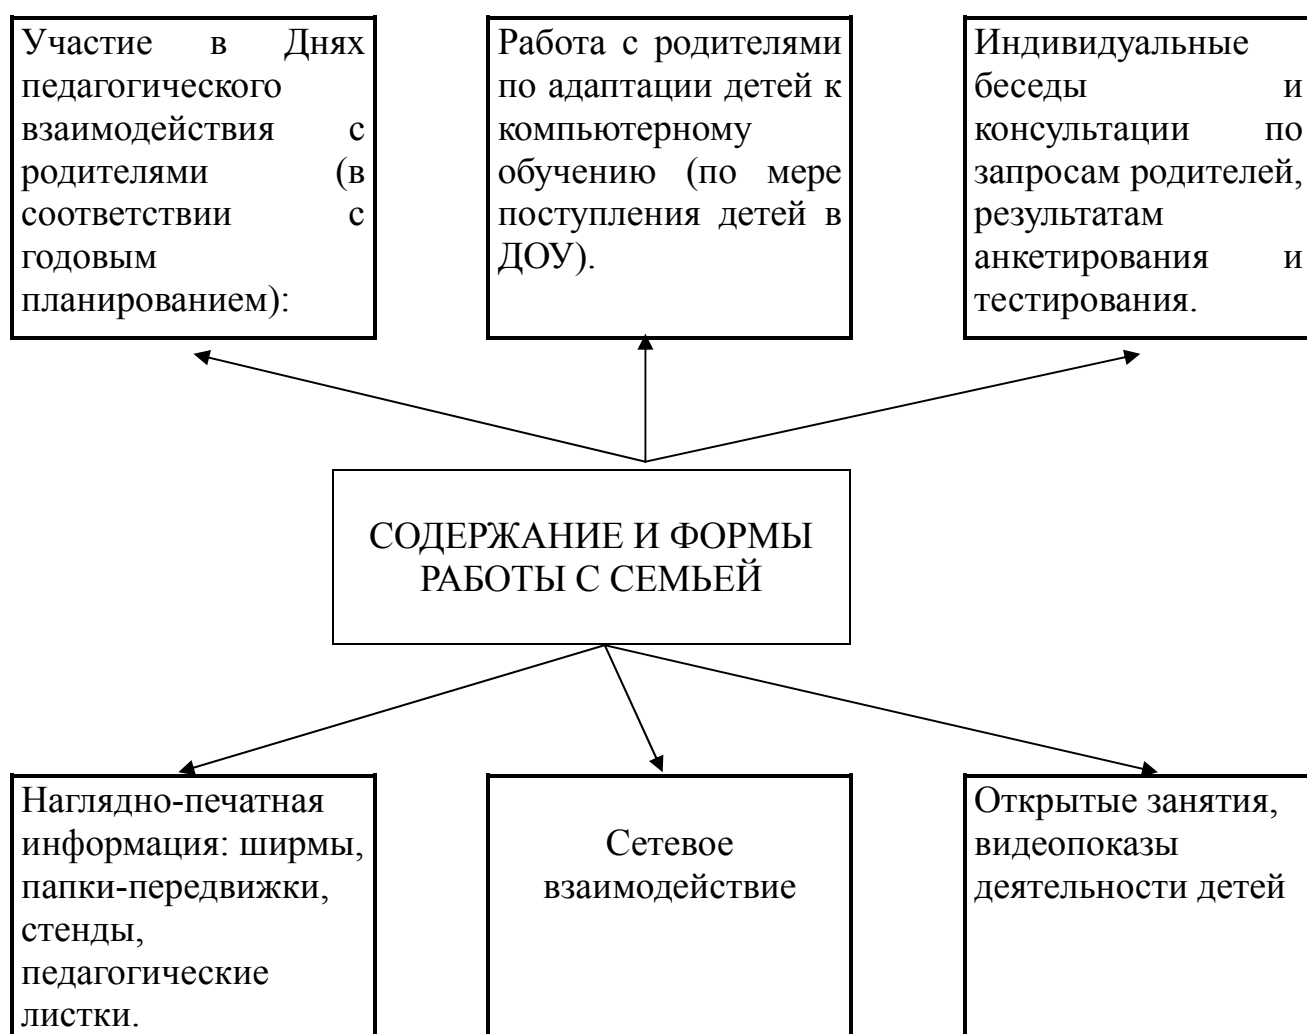 Участие в Днях
педагогического
взаимодействия с
родителями (в
соответствии с
годовым
планированием):
Работа с родителями
по адаптации детей к
компьютерному
обучению (по мере
поступления детей в
ДОУ).
Индивидуальные
беседы и
консультации по
запросам родителей,
результатам
анкетирования и
тестирования.
СОДЕРЖАНИЕ И ФОРМЫ
РАБОТЫ С СЕМЬЕЙ
Наглядно-печатная
информация: ширмы,
папки-передвижки,
стенды,
педагогические
листки.
Сетевое
взаимодействие
Открытые занятия,
видеопоказы
деятельности детей